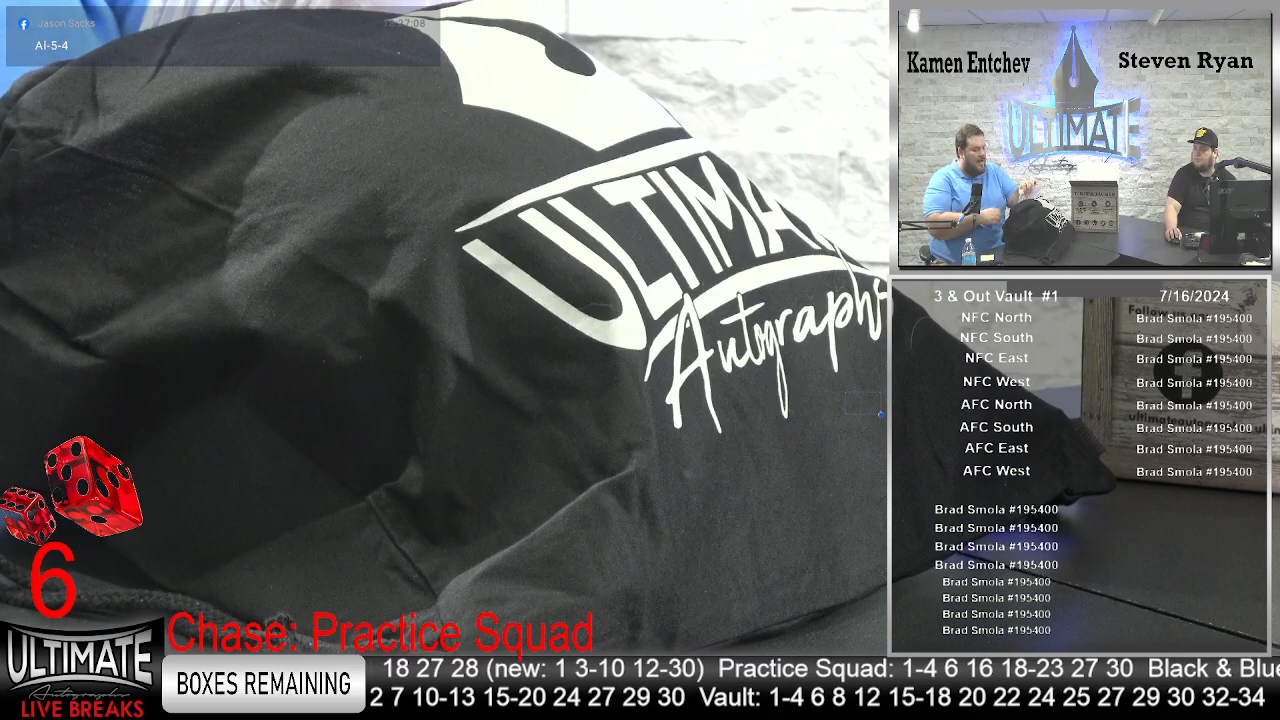 Jason Sacks
AI-5-4
ULTIMA
Autographs
Kamen Entchev
Steven Ryan
ULTIMATE
3 & Out Vault #1 7/16/2024
NFC North Brad Smola #195400
NFC South Brad Smola #195400
NFC East Brad Smola #195400
NFC West Brad Smola #195400
AFC North Brad Smola #195400
AFC South Brad Smola #195400
AFC East Brad Smola #195400
AFC West Brad Smola #195400
Brad Smola #195400
Brad Smola #195400
Brad Smola #195400
Brad Smola #195400
Brad Smola #195400
Brad Smola #195400
Brad Smola #195400
Brad Smola #195400
6
Chase: Practice Squad
ULTIMATE
Autographs
LIVE BREAKS
BOXES REMAINING
18 27 28 (new: 1 3-10 12-30) Practice Squad: 1-4 6 16 18-23 27 30 Black & Blue
2 7 10-13 15-20 24 27 29 30 Vault: 1-4 6 8 12 15-18 20 22 24 25 27 29 30 32-34